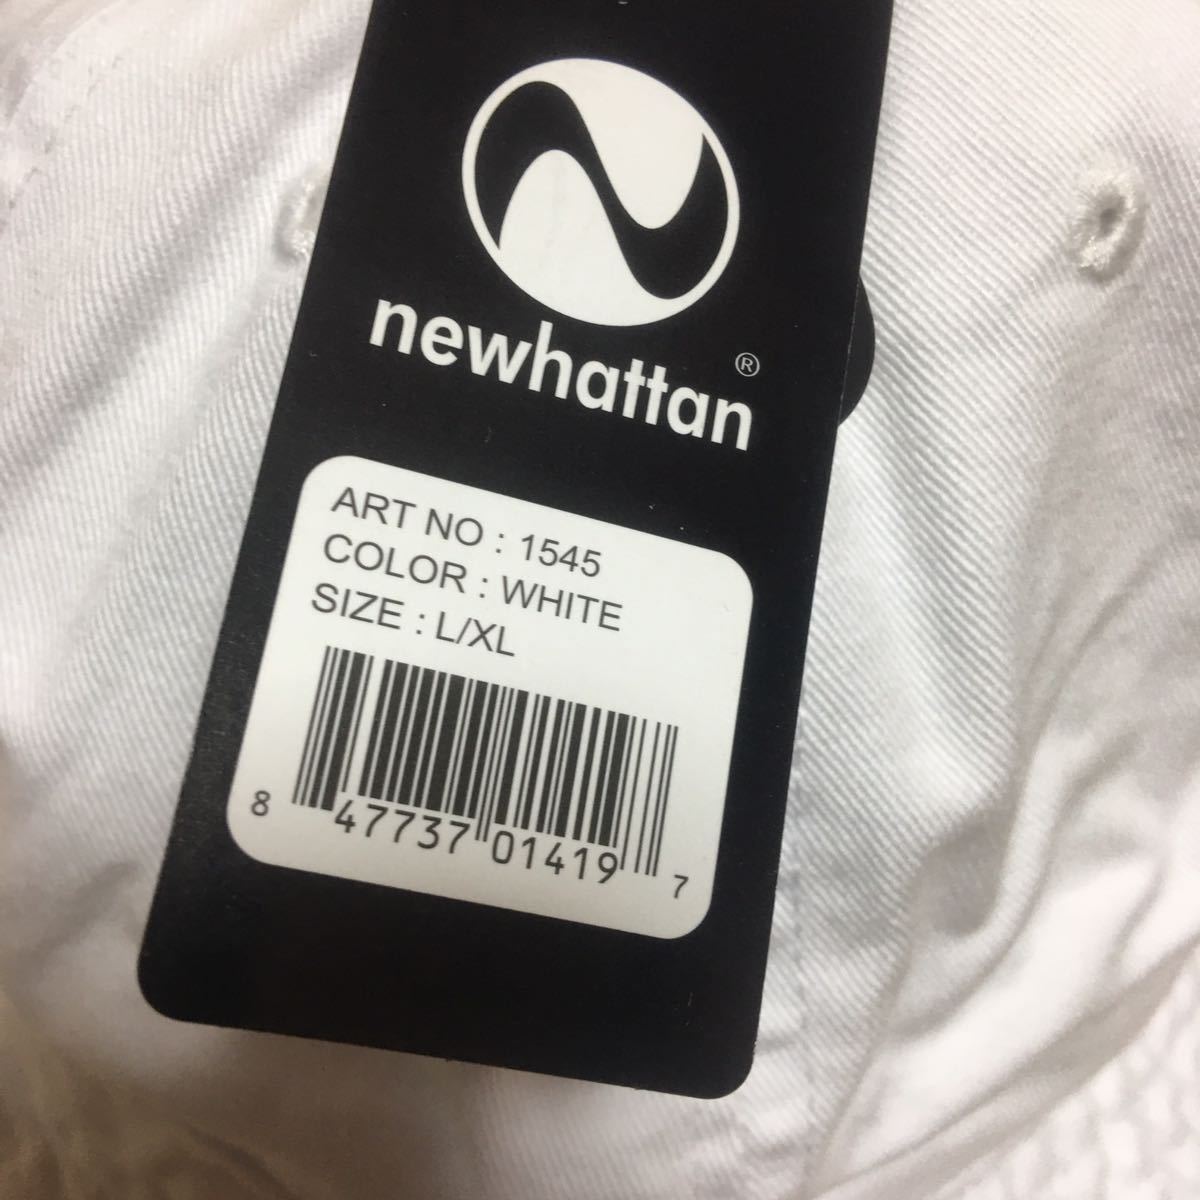 newhattan®
ART NO : 1545
COLOR : WHITE
SIZE : L/XL
8 47737 01419 7